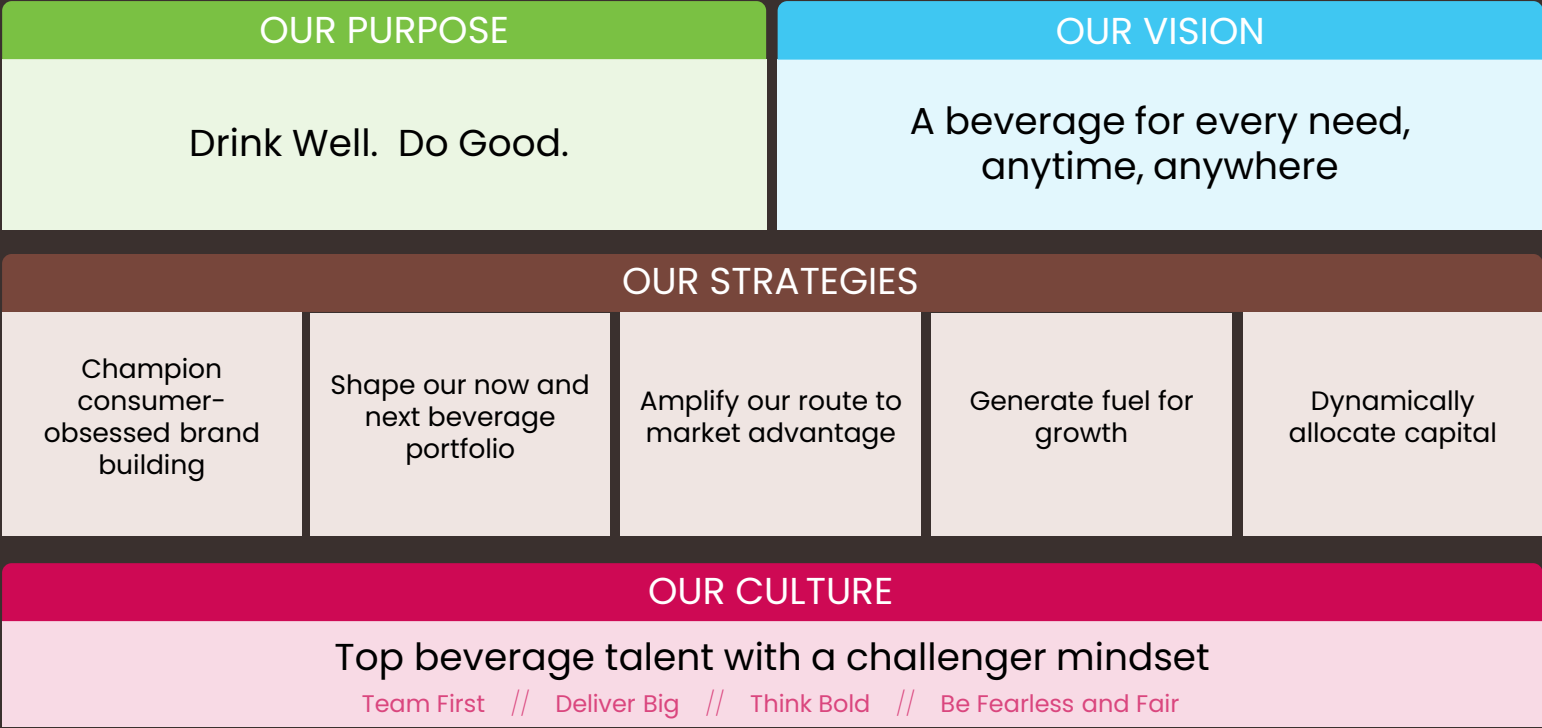 OUR PURPOSE
Drink Well.  Do Good.
OUR VISION
A beverage for every need,
anytime, anywhere
OUR STRATEGIES
Champion
consumer-
obsessed brand
building
Shape our now and
next beverage
portfolio
Amplify our route to
market advantage
Generate fuel for
growth
Dynamically
allocate capital
OUR CULTURE
Top beverage talent with a challenger mindset
Team First // Deliver Big // Think Bold // Be Fearless and Fair